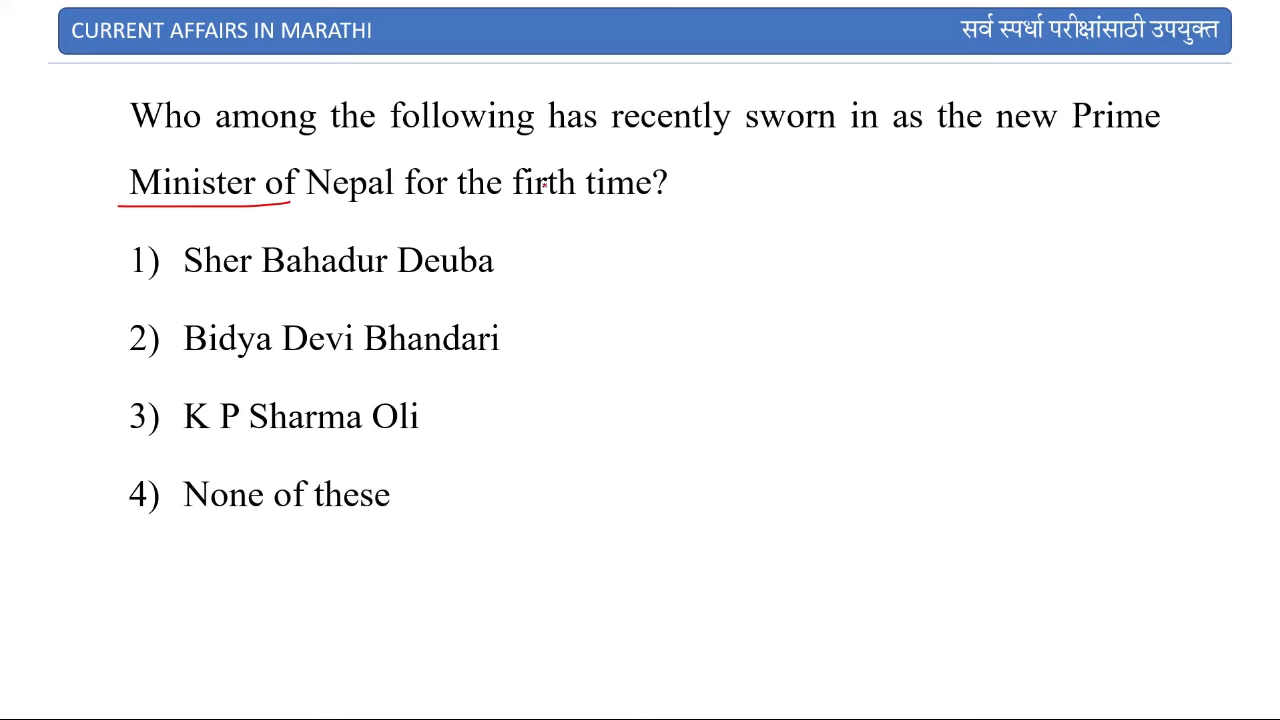 CURRENT AFFAIRS IN MARATHI
सर्व स्पर्धा परीक्षांसाठी उपयुक्त
Who among the following has recently sworn in as the new Prime
Minister of Nepal for the firth time?
1) Sher Bahadur Deuba
2) Bidya Devi Bhandari
3) K P Sharma Oli
4) None of these